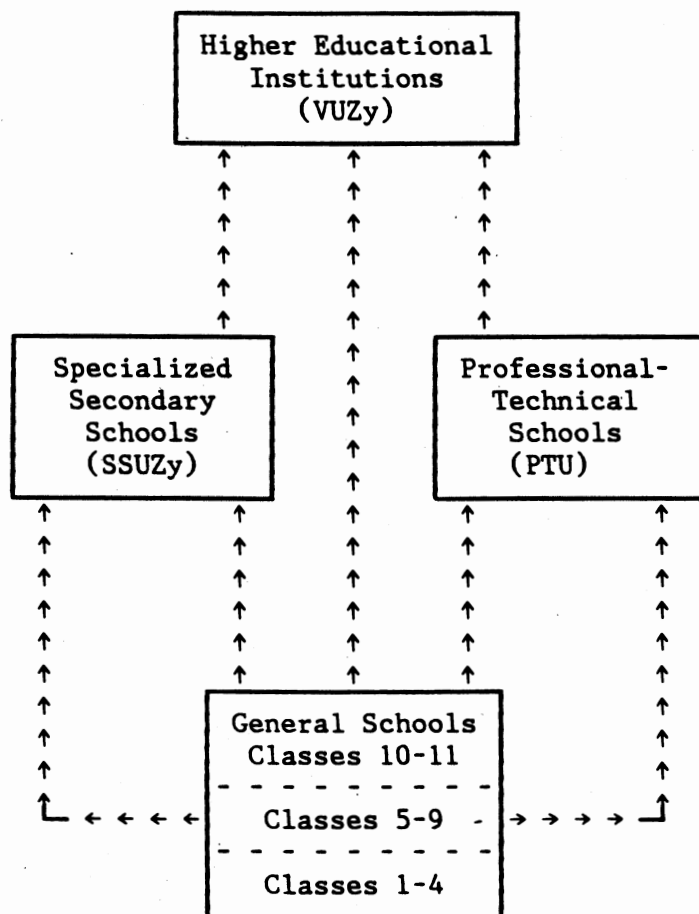 Higher Educational
Institutions
(VUZy)
Specialized
Secondary
Schools
(SSUZy)
Professional-
Technical
Schools
(PTU)
General Schools
Classes 10-11
Classes 5-9
Classes 1-4